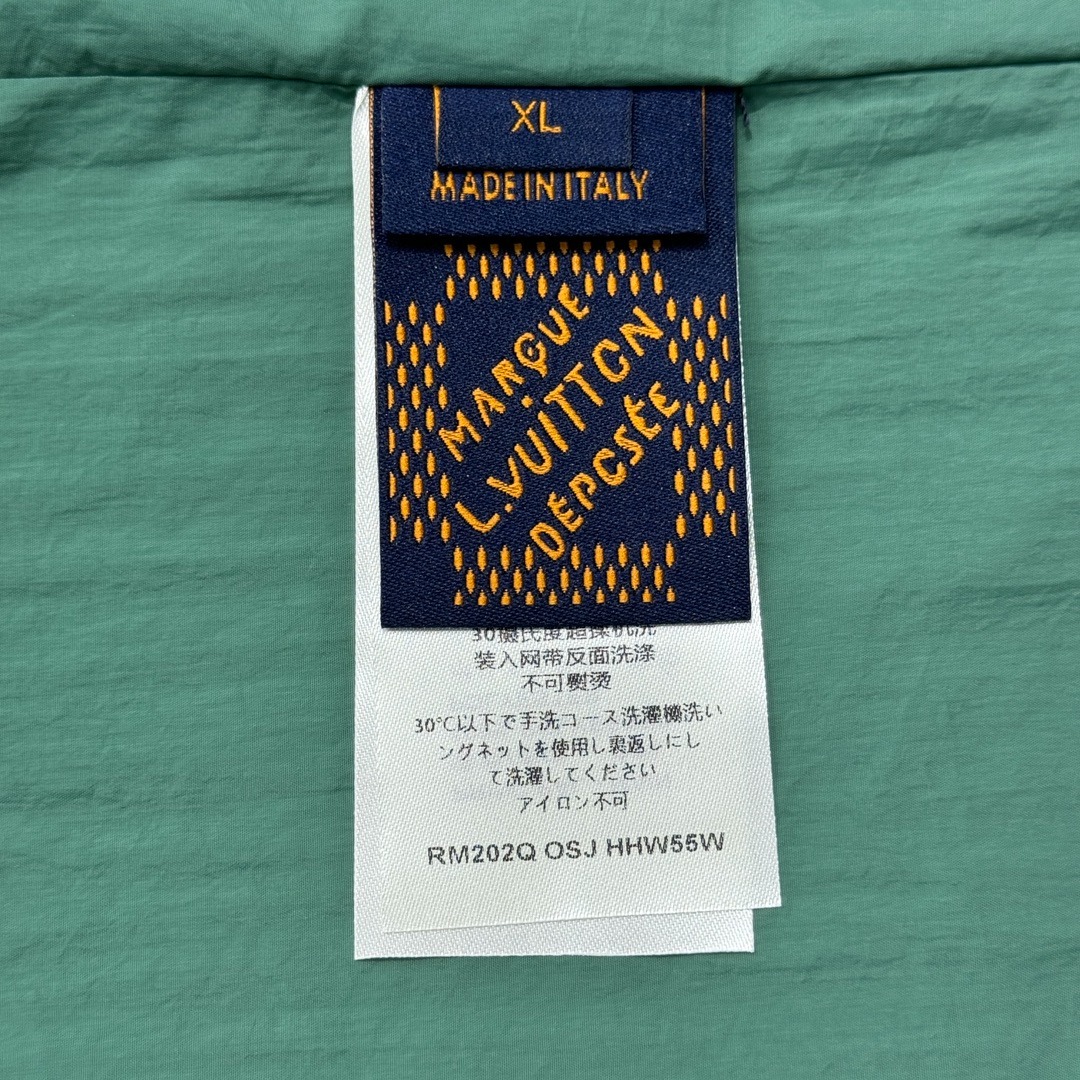 XL
MADE IN ITALY
MARQUE
L.VUITTON
DÉPOSÉE
装入网带反面洗涤
不可熨烫
30℃以下で手洗コース洗濯機洗い
ングネットを使用し裏返しにし
て洗濯してください
アイロン不可
RM202Q OSJ HHW55W